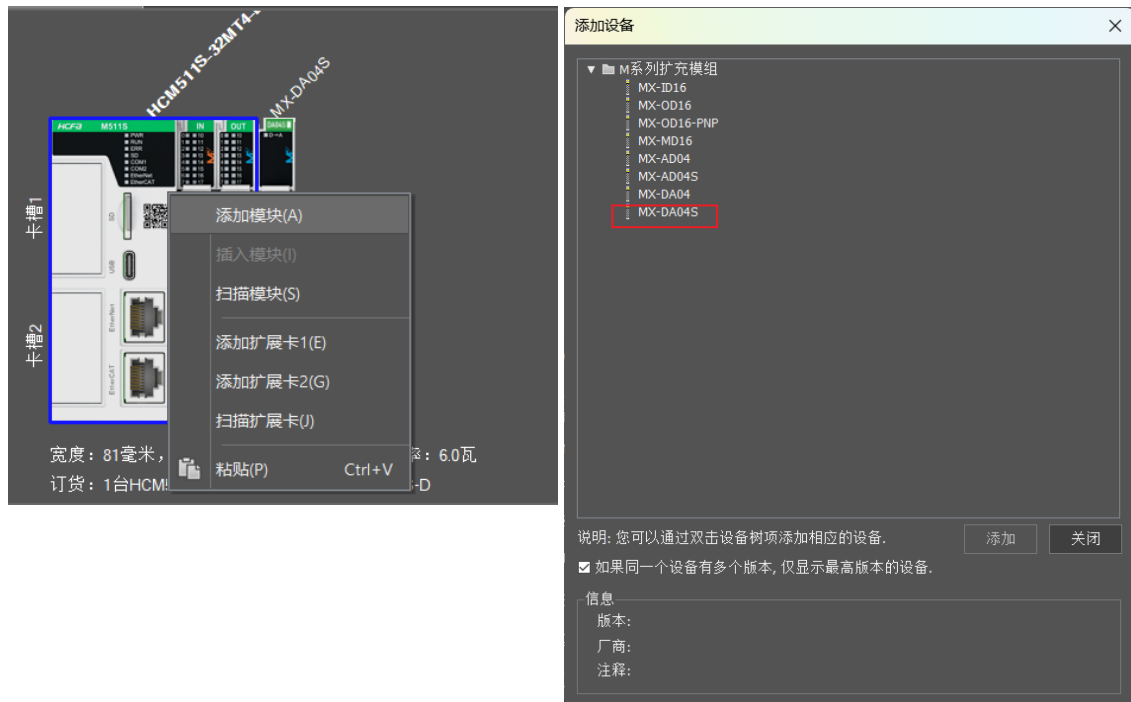 HCM511S-32MT4-
MX-DA04S
HCFA M511S IN OUT DA04S
PWR
RUN
ERR
SD
COM1
COM2
EtherNet
EtherCAT
D→A
卡槽1
SD
USB
EtherNet
卡槽2
EtherCAT
添加模块(A)
插入模块(I)
扫描模块(S)
添加扩展卡1(E)
添加扩展卡2(G)
扫描扩展卡(J)
粘贴(P) Ctrl+V
宽度：81毫米，
：6.0瓦
订货：1台HCM
-D
添加设备
M系列扩充模组
MX-ID16
MX-OD16
MX-OD16-PNP
MX-MD16
MX-AD04
MX-AD04S
MX-DA04
MX-DA04S
说明: 您可以通过双击设备树项添加相应的设备.
添加 关闭
如果同一个设备有多个版本, 仅显示最高版本的设备.
信息
版本:
厂商:
注释: